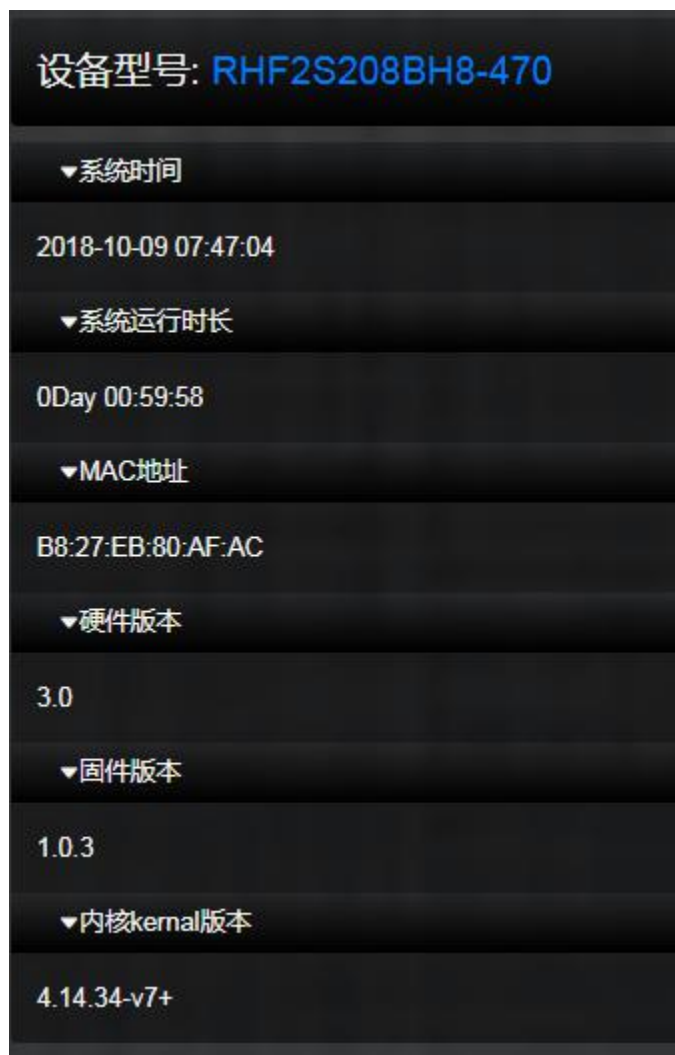 设备型号: RHF2S208BH8-470
系统时间
2018-10-09 07:47:04
系统运行时长
0Day 00:59:58
MAC地址
B8:27:EB:80:AF:AC
硬件版本
3.0
固件版本
1.0.3
内核kernal版本
4.14.34-v7+